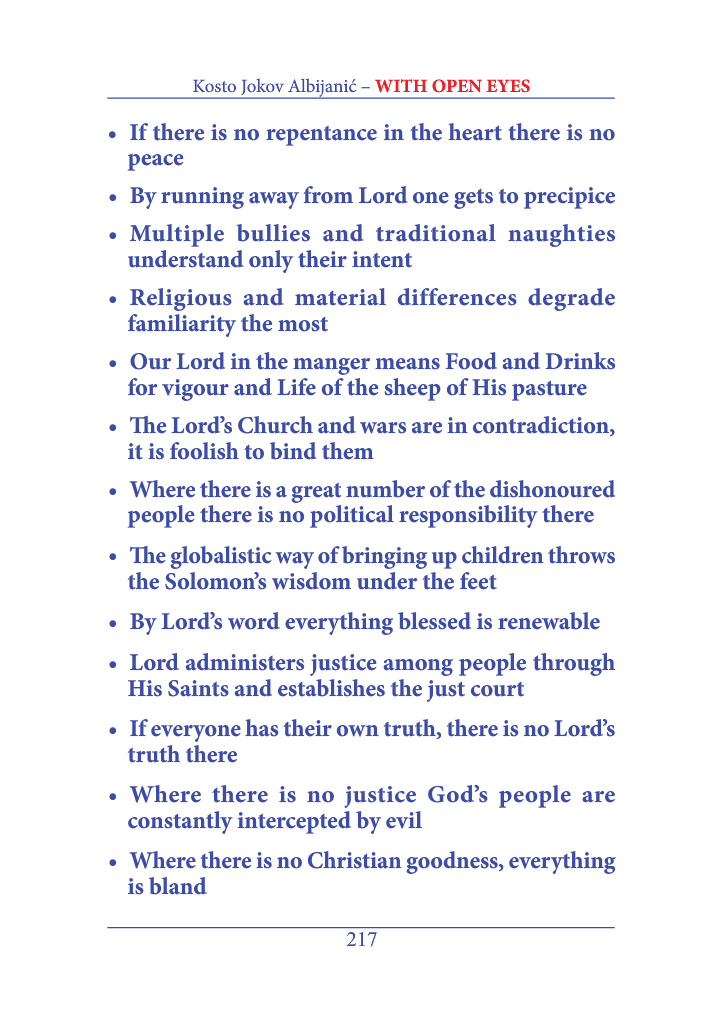 Kosto Jokov Albijanić – WITH OPEN EYES
• If there is no repentance in the heart there is no
peace
• By running away from Lord one gets to precipice
• Multiple bullies and traditional naughties
understand only their intent
• Religious and material differences degrade
familiarity the most
• Our Lord in the manger means Food and Drinks
for vigour and Life of the sheep of His pasture
• The Lord’s Church and wars are in contradiction,
it is foolish to bind them
• Where there is a great number of the dishonoured
people there is no political responsibility there
• The globalistic way of bringing up children throws
the Solomon’s wisdom under the feet
• By Lord’s word everything blessed is renewable
• Lord administers justice among people through
His Saints and establishes the just court
• If everyone has their own truth, there is no Lord’s
truth there
• Where there is no justice God’s people are
constantly intercepted by evil
• Where there is no Christian goodness, everything
is bland
217